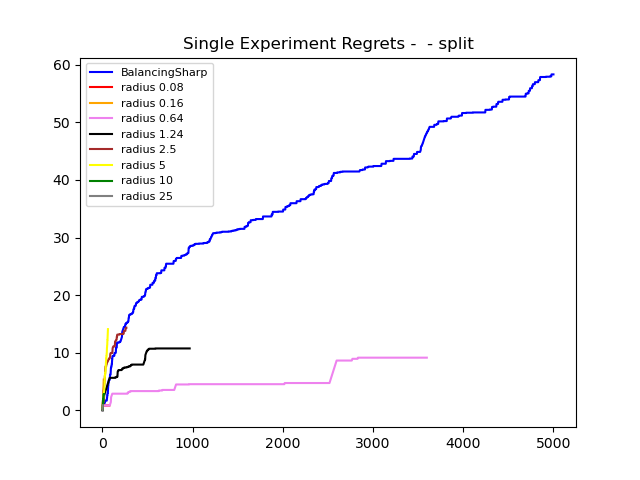 Single Experiment Regrets -  - split
BalancingSharp
radius 0.08
radius 0.16
radius 0.64
radius 1.24
radius 2.5
radius 5
radius 10
radius 25
60
50
40
30
20
10
0
0 1000 2000 3000 4000 5000